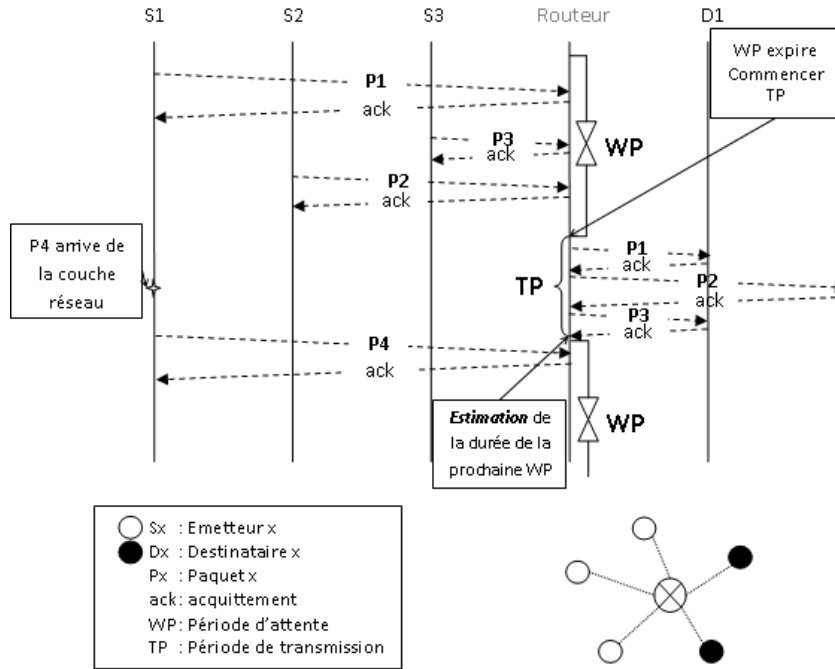 S1
S2
S3
Routeur
D1
WP expire
Commencer
TP
P1
ack
P3
ack
WP
P2
ack
P4 arrive de
la couche
réseau
TP
P1
ack
P2
ack
P3
ack
P4
ack
Estimation de
la durée de la
prochaine WP
WP
Sx : Emetteur x
Dx : Destinataire x
Px : Paquet x
ack : acquittement
WP : Période d'attente
TP : Période de transmission